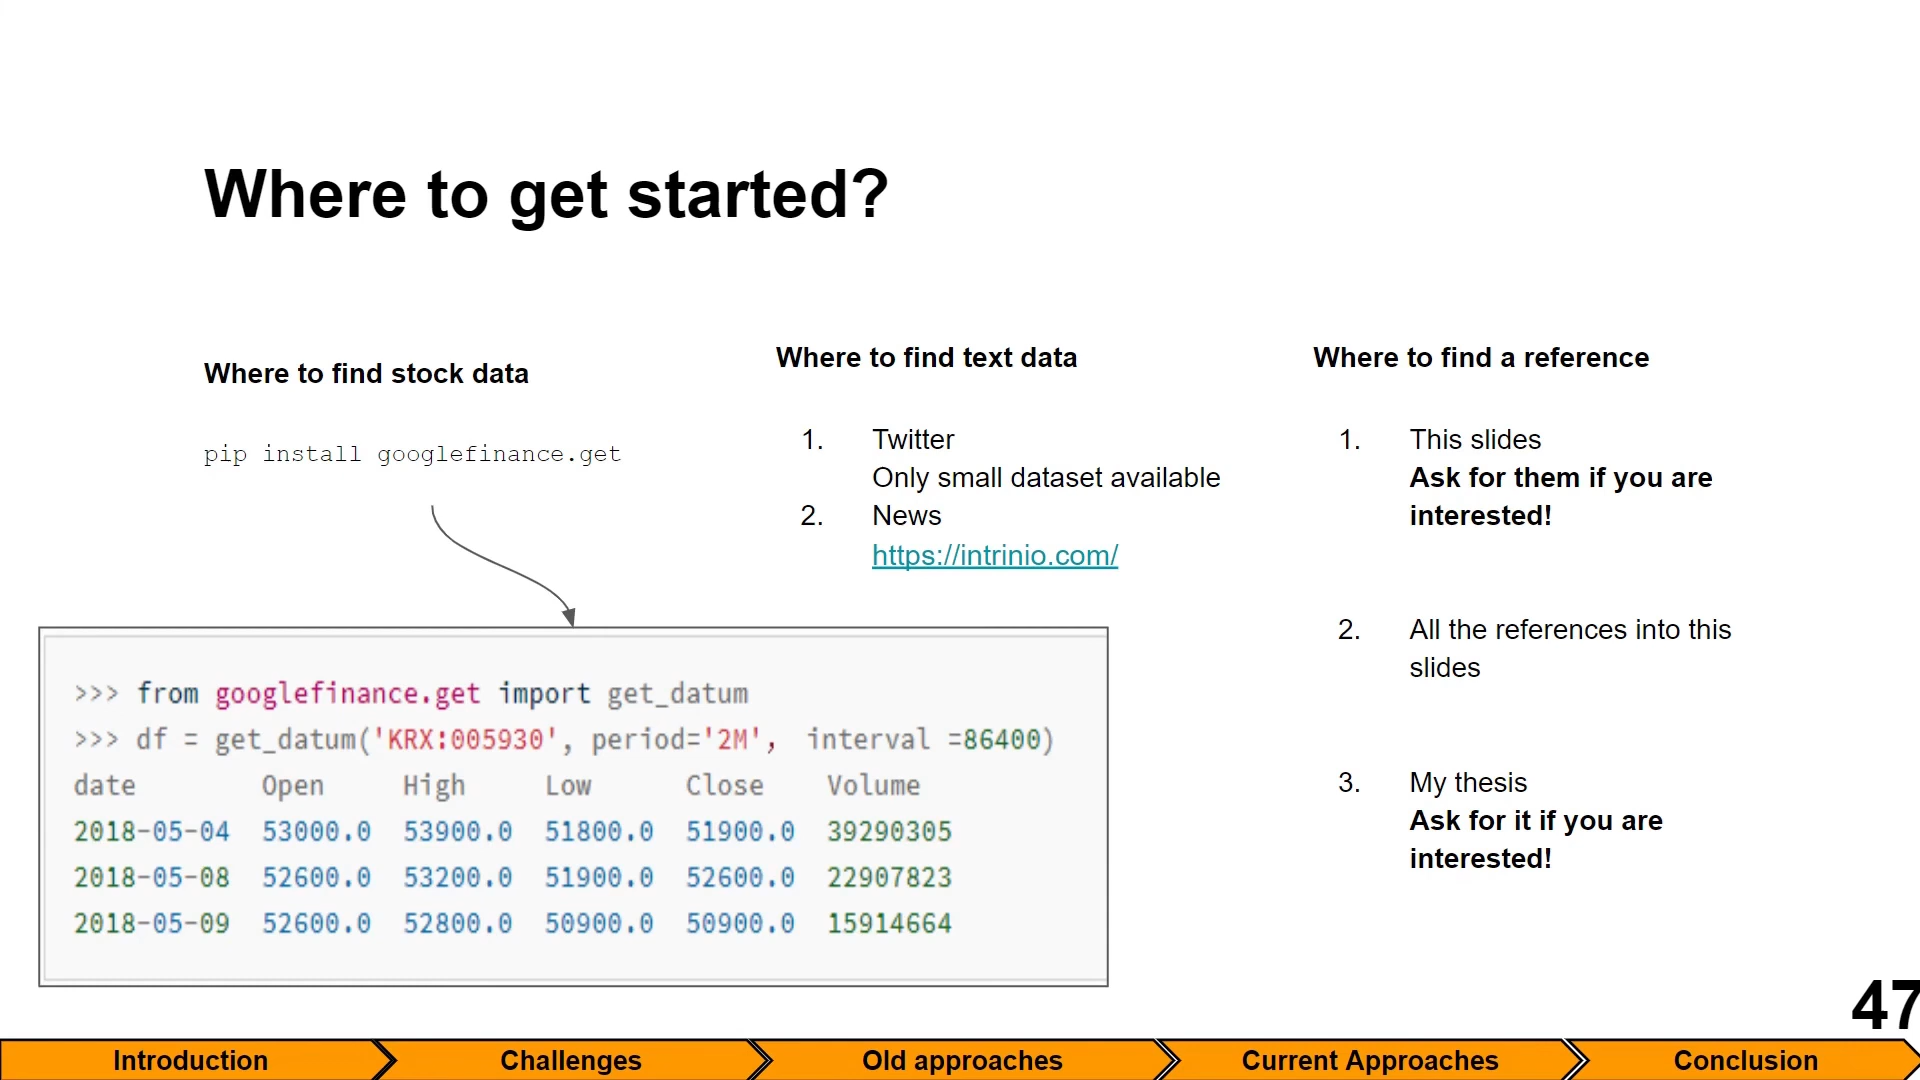 Where to get started?
Where to find stock data
pip install googlefinance.get
>>> from googlefinance.get import get_datum
>>> df = get_datum('KRX:005930', period='2M', interval =86400)
date Open High Low Close Volume
2018-05-04 53000.0 53900.0 51800.0 51900.0 39290305
2018-05-08 52600.0 53200.0 51900.0 52600.0 22907823
2018-05-09 52600.0 52800.0 50900.0 50900.0 15914664
Where to find text data
1. Twitter
Only small dataset available
2. News
https://intrinio.com/
Where to find a reference
1. This slides
Ask for them if you are
interested!
2. All the references into this
slides
3. My thesis
Ask for it if you are
interested!
47
Introduction Challenges Old approaches Current Approaches Conclusion